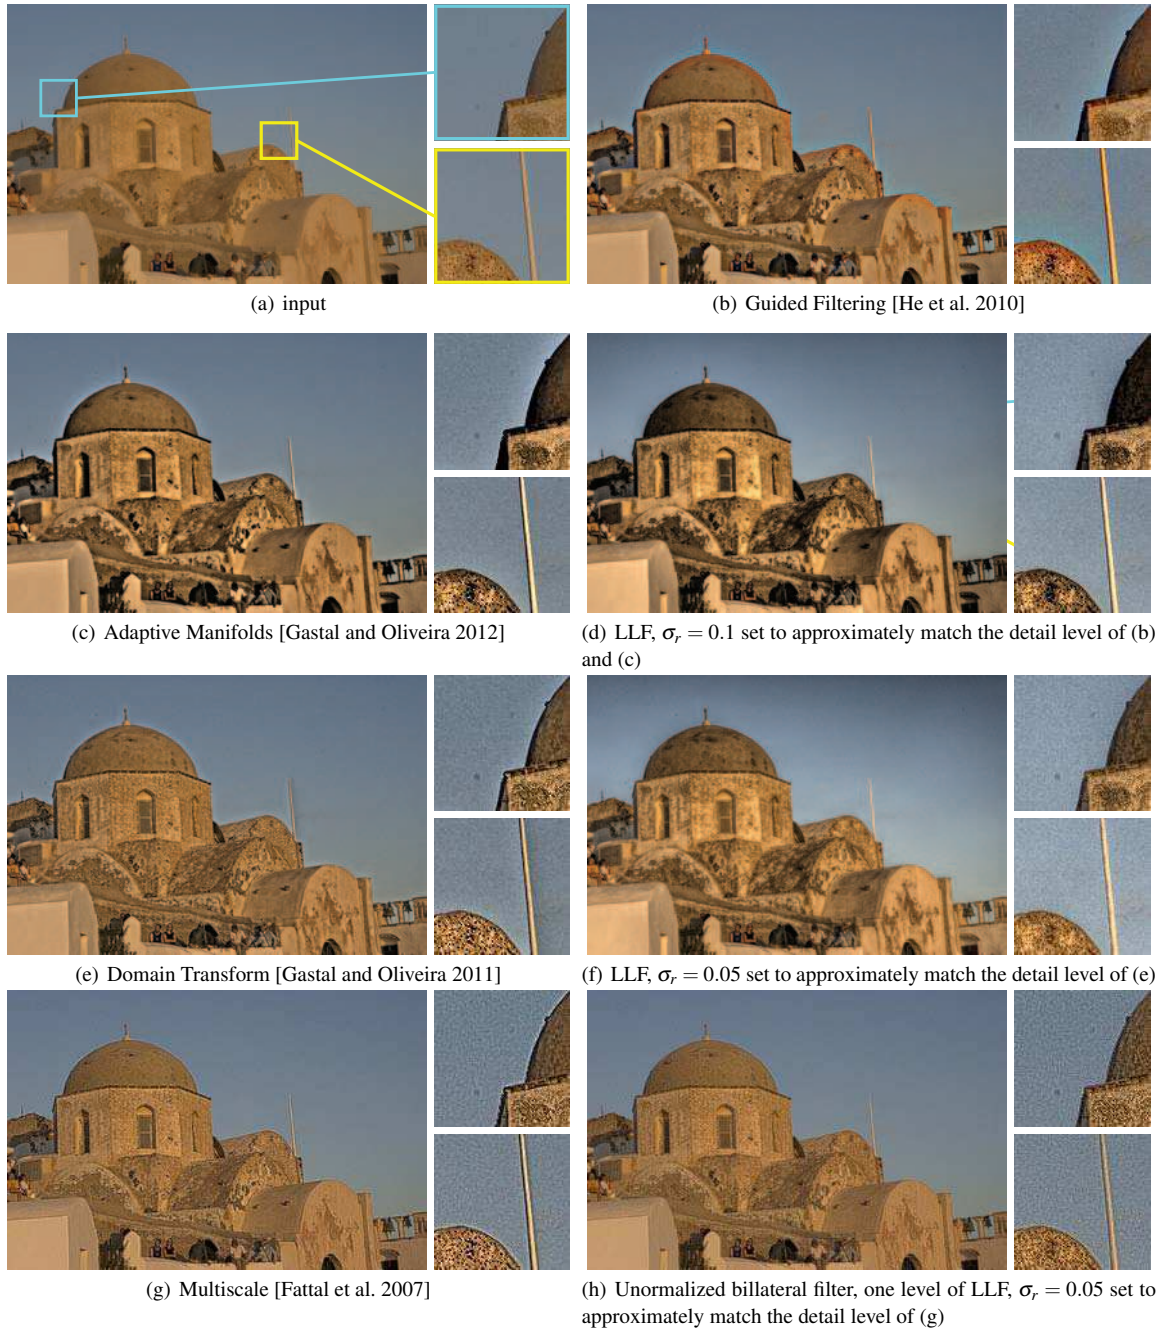 (a) input
(b) Guided Filtering [He et al. 2010]
(c) Adaptive Manifolds [Gastal and Oliveira 2012]
(d) LLF, σr = 0.1 set to approximately match the detail level of (b)
and (c)
(e) Domain Transform [Gastal and Oliveira 2011]
(f) LLF, σr = 0.05 set to approximately match the detail level of (e)
(g) Multiscale [Fattal et al. 2007]
(h) Unormalized billateral filter, one level of LLF, σr = 0.05 set to
approximately match the detail level of (g)